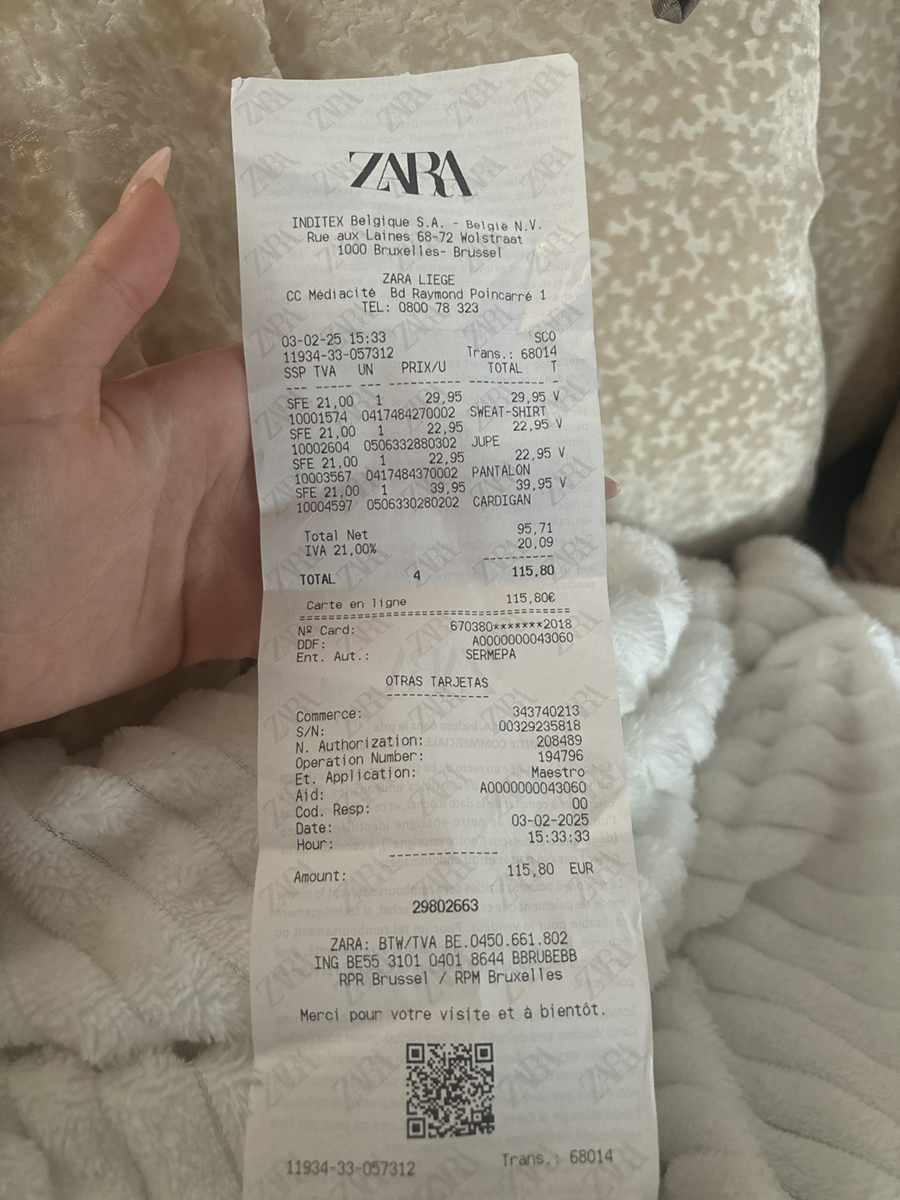 ZARA
INDITEX Belgique S.A. - België N.V.
Rue aux Laines 68-72 Wolstraat
1000 Bruxelles- Brussel
ZARA LIEGE
CC Médiacité Bd Raymond Poincarré 1
TEL: 0800 78 323
03-02-25 15:33 SCO
11934-33-057312 Trans.: 68014
SSP TVA UN PRIX/U TOTAL T
--- ----- ---- -------- ---------- -
SFE 21,00 1 29,95 29,95 V
10001574 0417484270002 SWEAT-SHIRT
SFE 21,00 1 22,95 22,95 V
10002604 0506332880302 JUPE
SFE 21,00 1 22,95 22,95 V
10003567 0417484370002 PANTALON
SFE 21,00 1 39,95 39,95 V
10004597 0506330280202 CARDIGAN
Total Net 95,71
IVA 21,00% 20,09
----------
TOTAL 4 115,80
Carte en ligne 115,80€
======================================
Nº Card: 670380*******2018
DDF: A0000000043060
Ent. Aut.: SERMEPA
OTRAS TARJETAS
--------------
Commerce: 343740213
S/N: 00329235818
N. Authorization: 208489
Operation Number: 194796
Et. Application: Maestro
Aid: A0000000043060
Cod. Resp: 00
Date: 03-02-2025
Hour: 15:33:33
---------------
Amount: 115,80 EUR
29802663
ZARA: BTW/TVA BE.0450.661.802
ING BE55 3101 0401 8644 BBRUBEBB
RPR Brussel / RPM Bruxelles
Merci pour votre visite et à bientôt.
11934-33-057312 Trans.: 68014